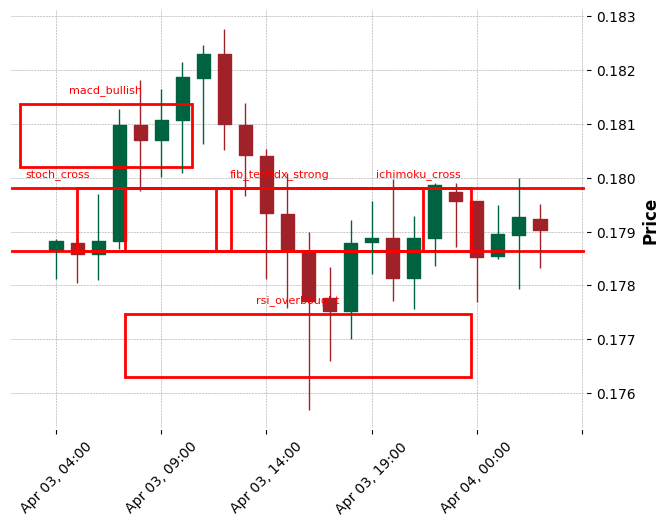 0.183
0.182
macd_bullish
0.181
stoch_cross
ichimoku_cross
0.180
0.179
Price
0.178
rsi_overbought
0.177
0.176
Apr 03, 04:00
Apr 03, 09:00
Apr 03, 14:00
Apr 03, 19:00
Apr 04, 00:00